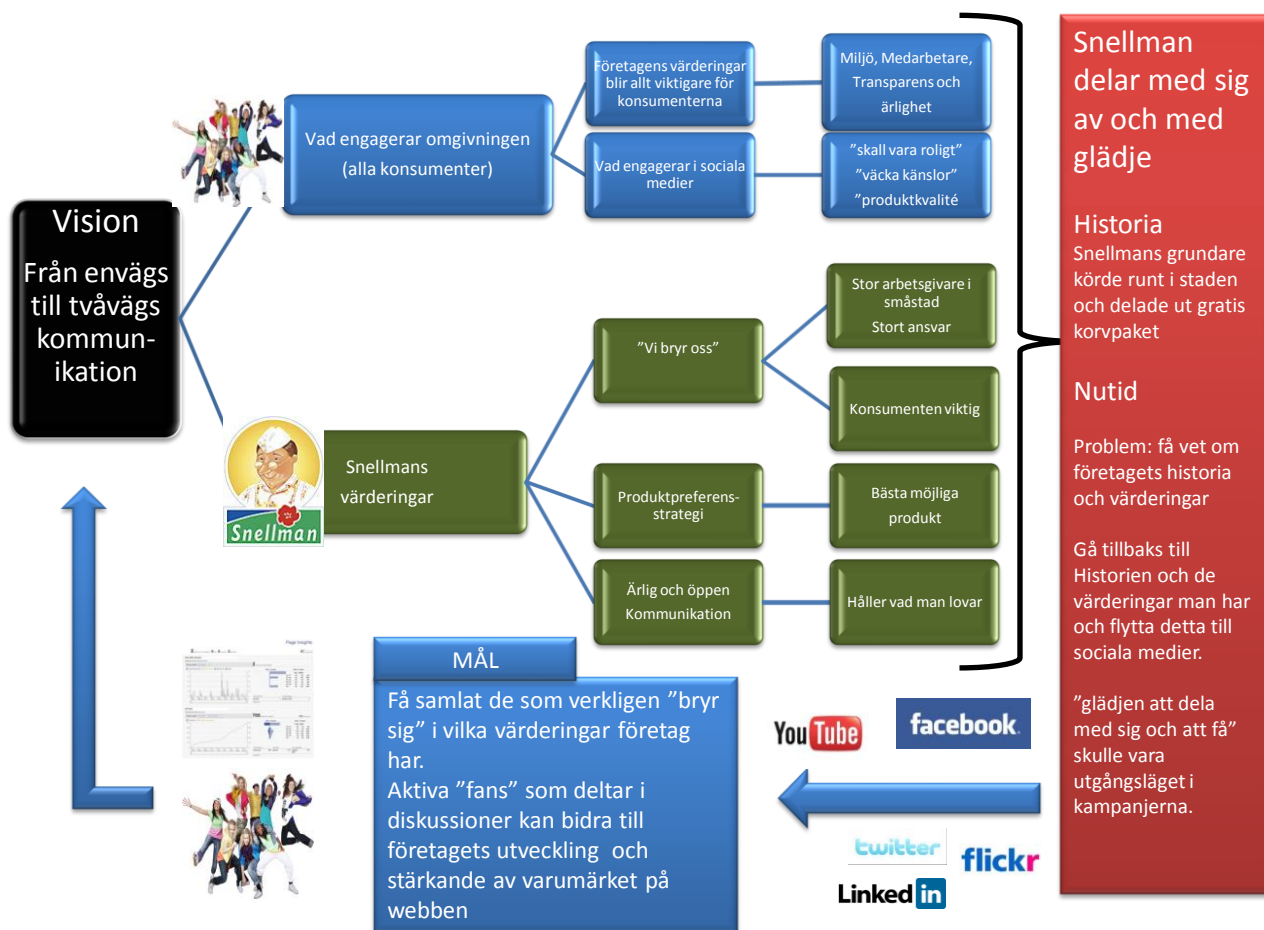 Vision
Från envägs
till tvåvägs
kommun-
ikation
Vad engagerar omgivningen
(alla konsumenter)
Företagens värderingar
blir allt viktigare för
konsumenterna
Miljö, Medarbetare,
Transparens och
ärlighet
Vad engagerar i sociala
medier
”skall vara roligt”
”väcka känslor”
”produktkvalité
Snellman
Snellmans
värderingar
”Vi bryr oss”
Stor arbetsgivare i
småstad
Stort ansvar
Konsumenten viktig
Produktpreferens-
strategi
Bästa möjliga
produkt
Ärlig och öppen
Kommunikation
Håller vad man lovar
Snellman
delar med sig
av och med
glädje
Historia
Snellmans grundare
körde runt i staden
och delade ut gratis
korvpaket
Nutid
Problem: få vet om
företagets historia
och värderingar
Gå tillbaks till
Historien och de
värderingar man har
och flytta detta till
sociala medier.
”glädjen att dela
med sig och att få”
skulle vara
utgångsläget i
kampanjerna.
YouTube
facebook.
twitter
flickr
Linked in
MÅL
Få samlat de som verkligen ”bryr
sig” i vilka värderingar företag
har.
Aktiva ”fans” som deltar i
diskussioner kan bidra till
företagets utveckling och
stärkande av varumärket på
webben
Page Insights